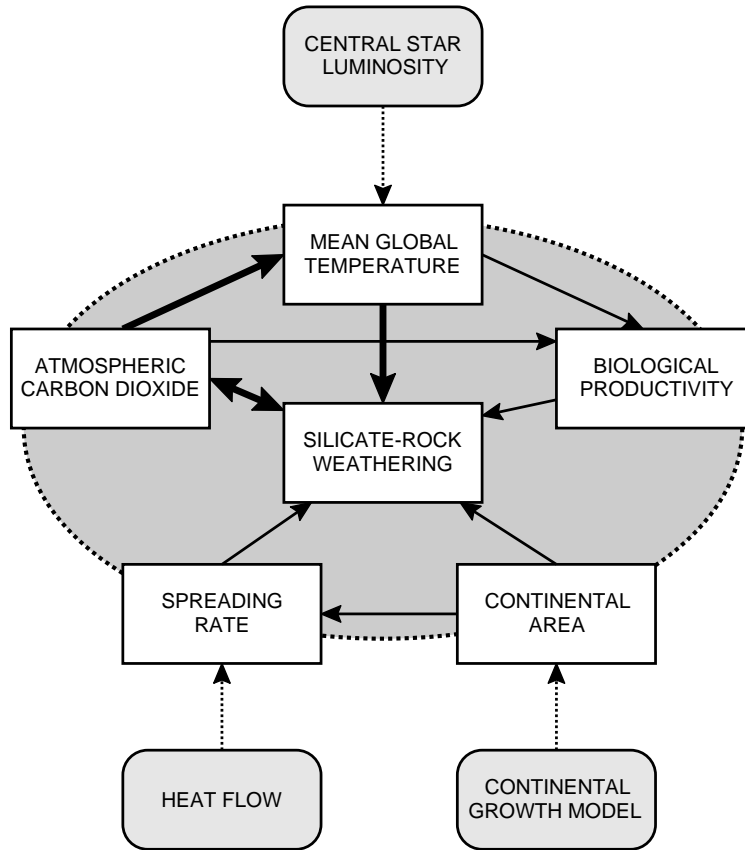 CENTRAL STAR
LUMINOSITY
MEAN GLOBAL
TEMPERATURE
ATMOSPHERIC
CARBON DIOXIDE
BIOLOGICAL
PRODUCTIVITY
SILICATE-ROCK
WEATHERING
SPREADING
RATE
CONTINENTAL
AREA
HEAT FLOW
CONTINENTAL
GROWTH MODEL